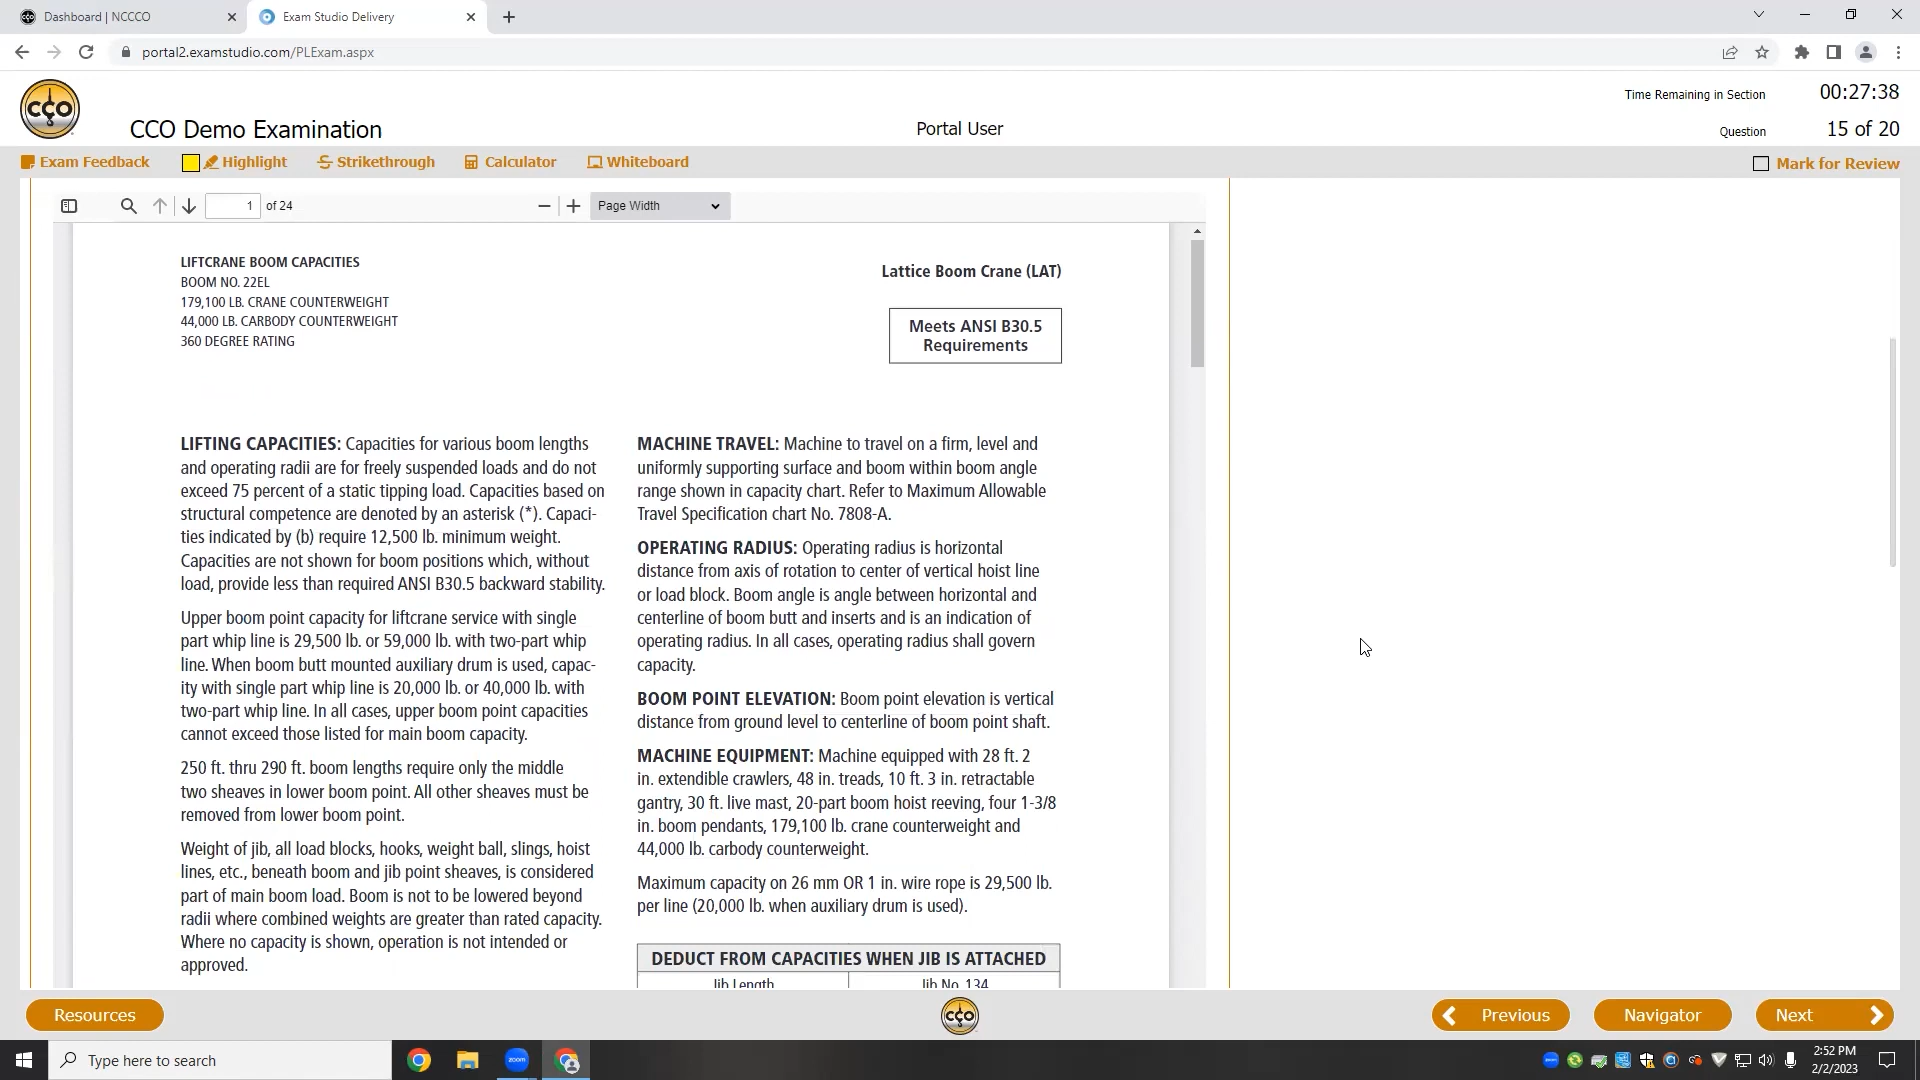 Dashboard | NCCCO
Exam Studio Delivery
portal2.examstudio.com/PLExam.aspx
cco
CCO Demo Examination
Portal User
Time Remaining in Section 00:27:38
Question 15 of 20
Exam Feedback
Highlight
Strikethrough
Calculator
Whiteboard
Mark for Review
1 of 24
Page Width
LIFTCRANE BOOM CAPACITIES
BOOM NO. 22EL
179,100 LB. CRANE COUNTERWEIGHT
44,000 LB. CARBODY COUNTERWEIGHT
360 DEGREE RATING
Lattice Boom Crane (LAT)
Meets ANSI B30.5
Requirements
LIFTING CAPACITIES: Capacities for various boom lengths
and operating radii are for freely suspended loads and do not
exceed 75 percent of a static tipping load. Capacities based on
structural competence are denoted by an asterisk (*). Capaci-
ties indicated by (b) require 12,500 lb. minimum weight.
Capacities are not shown for boom positions which, without
load, provide less than required ANSI B30.5 backward stability.
Upper boom point capacity for liftcrane service with single
part whip line is 29,500 lb. or 59,000 lb. with two-part whip
line. When boom butt mounted auxiliary drum is used, capac-
ity with single part whip line is 20,000 lb. or 40,000 lb. with
two-part whip line. In all cases, upper boom point capacities
cannot exceed those listed for main boom capacity.
250 ft. thru 290 ft. boom lengths require only the middle
two sheaves in lower boom point. All other sheaves must be
removed from lower boom point.
Weight of jib, all load blocks, hooks, weight ball, slings, hoist
lines, etc., beneath boom and jib point sheaves, is considered
part of main boom load. Boom is not to be lowered beyond
radii where combined weights are greater than rated capacity.
Where no capacity is shown, operation is not intended or
approved.
MACHINE TRAVEL: Machine to travel on a firm, level and
uniformly supporting surface and boom within boom angle
range shown in capacity chart. Refer to Maximum Allowable
Travel Specification chart No. 7808-A.
OPERATING RADIUS: Operating radius is horizontal
distance from axis of rotation to center of vertical hoist line
or load block. Boom angle is angle between horizontal and
centerline of boom butt and inserts and is an indication of
operating radius. In all cases, operating radius shall govern
capacity.
BOOM POINT ELEVATION: Boom point elevation is vertical
distance from ground level to centerline of boom point shaft.
MACHINE EQUIPMENT: Machine equipped with 28 ft. 2
in. extendible crawlers, 48 in. treads, 10 ft. 3 in. retractable
gantry, 30 ft. live mast, 20-part boom hoist reeving, four 1-3/8
in. boom pendants, 179,100 lb. crane counterweight and
44,000 lb. carbody counterweight.
Maximum capacity on 26 mm OR 1 in. wire rope is 29,500 lb.
per line (20,000 lb. when auxiliary drum is used).
DEDUCT FROM CAPACITIES WHEN JIB IS ATTACHED
Jib Length
Jib No. 134
Resources
cco
Previous
Navigator
Next
Type here to search
zoom
2:52 PM
2/2/2023